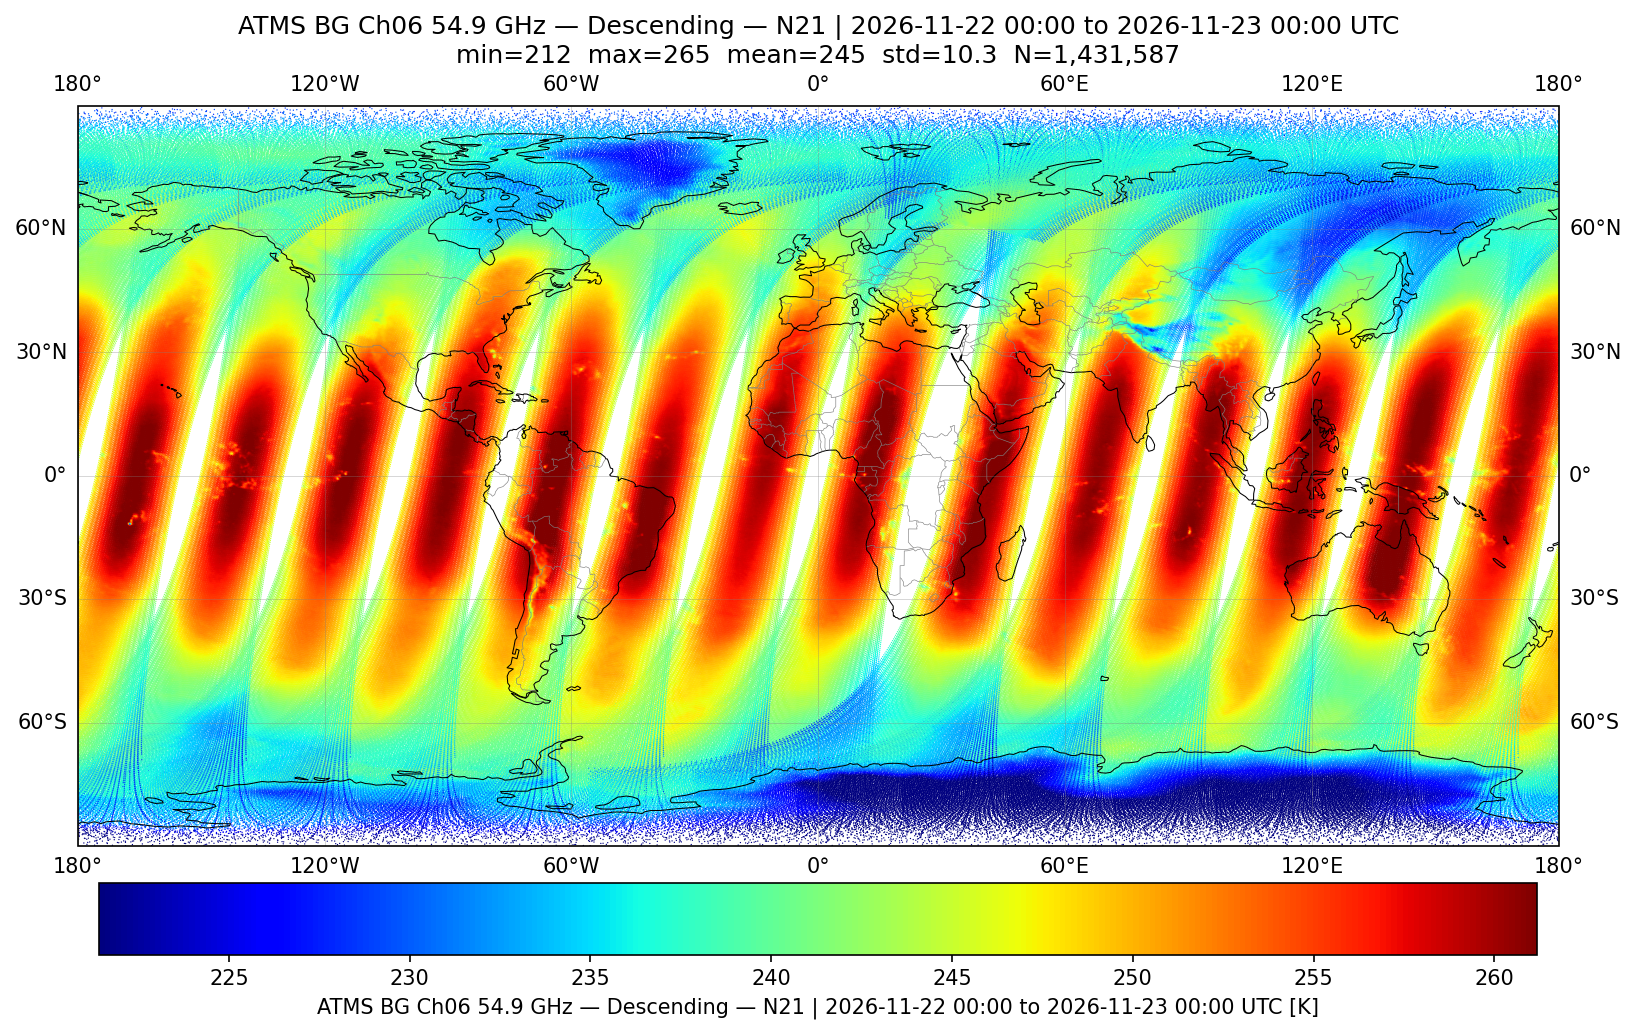 ATMS BG Ch06 54.9 GHz — Descending — N21 | 2026-11-22 00:00 to 2026-11-23 00:00 UTC
min=212 max=265 mean=245 std=10.3 N=1,431,587
180° 120°W 60°W 0° 60°E 120°E 180°
60°N 60°N
30°N 30°N
0° 0°
30°S 30°S
60°S 60°S
180° 120°W 60°W 0° 60°E 120°E 180°
225 230 235 240 245 250 255 260
ATMS BG Ch06 54.9 GHz — Descending — N21 | 2026-11-22 00:00 to 2026-11-23 00:00 UTC [K]